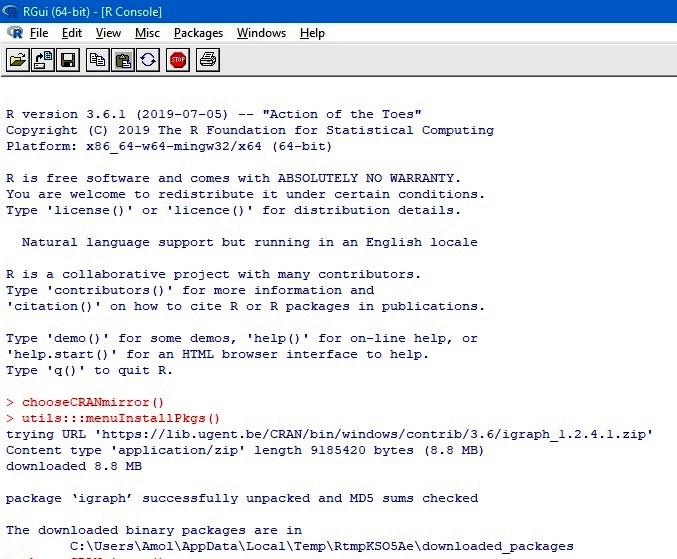 RGui (64-bit) - [R Console]
File Edit View Misc Packages Windows Help
STOP
R version 3.6.1 (2019-07-05) -- "Action of the Toes"
Copyright (C) 2019 The R Foundation for Statistical Computing
Platform: x86_64-w64-mingw32/x64 (64-bit)
R is free software and comes with ABSOLUTELY NO WARRANTY.
You are welcome to redistribute it under certain conditions.
Type 'license()' or 'licence()' for distribution details.
Natural language support but running in an English locale
R is a collaborative project with many contributors.
Type 'contributors()' for more information and
'citation()' on how to cite R or R packages in publications.
Type 'demo()' for some demos, 'help()' for on-line help, or
'help.start()' for an HTML browser interface to help.
Type 'q()' to quit R.
> chooseCRANmirror()
> utils:::menuInstallPkgs()
trying URL 'https://lib.ugent.be/CRAN/bin/windows/contrib/3.6/igraph_1.2.4.1.zip'
Content type 'application/zip' length 9185420 bytes (8.8 MB)
downloaded 8.8 MB
package ‘igraph’ successfully unpacked and MD5 sums checked
The downloaded binary packages are in
C:\Users\Amol\AppData\Local\Temp\RtmpKSO5Ae\downloaded_packages